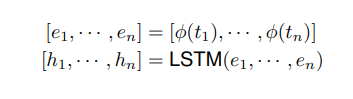 [e₁, ⋯ , eₙ] = [ϕ(t₁), ⋯ , ϕ(tₙ)]
[h₁, ⋯ , hₙ] = LSTM(e₁, ⋯ , eₙ)